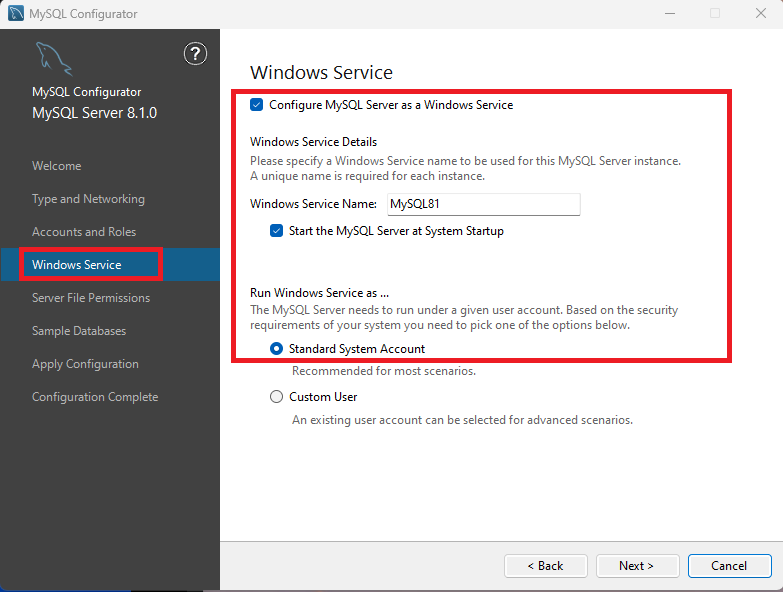 MySQL Configurator
?
MySQL Configurator
MySQL Server 8.1.0
Welcome
Type and Networking
Accounts and Roles
Windows Service
Server File Permissions
Sample Databases
Apply Configuration
Configuration Complete
Windows Service
Configure MySQL Server as a Windows Service
Windows Service Details
Please specify a Windows Service name to be used for this MySQL Server instance.
A unique name is required for each instance.
Windows Service Name: MySQL81
Start the MySQL Server at System Startup
Run Windows Service as ...
The MySQL Server needs to run under a given user account. Based on the security
requirements of your system you need to pick one of the options below.
Standard System Account
Recommended for most scenarios.
Custom User
An existing user account can be selected for advanced scenarios.
< Back Next > Cancel